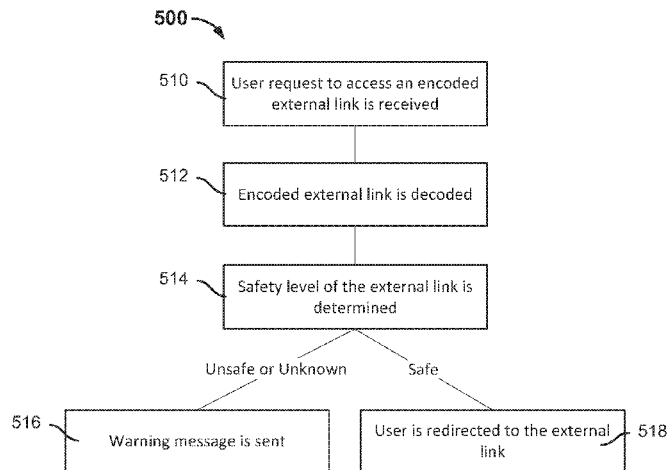 500
510
User request to access an encoded
external link is received
512
Encoded external link is decoded
514
Safety level of the external link is
determined
Unsafe or Unknown
Safe
516
Warning message is sent
User is redirected to the external
link
518